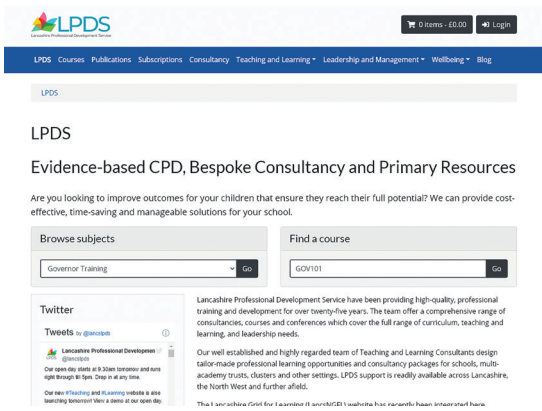 LPDS
Lancashire Professional Development Service
0 items - £0.00 Login
LPDS Courses Publications Subscriptions Consultancy Teaching and Learning Leadership and Management Wellbeing Blog
LPDS
LPDS
Evidence-based CPD, Bespoke Consultancy and Primary Resources
Are you looking to improve outcomes for your children that ensure they reach their full potential? We can provide cost-
effective, time-saving and manageable solutions for your school.
Browse subjects
Governor Training Go
Find a course
GOV101 Go
Twitter
Tweets by @lancslpds
Lancashire Professional Developmen
@lancslpds
Our open day starts at 9.30am tomorrow and runs
right through till 5pm. Drop in at any time.
Our new #Teaching and #Learning website is also
launching tomorrow! View a demo at our open day.
Lancashire Professional Development Service have been providing high-quality, professional
training and development for over twenty-five years. The team offer a comprehensive range of
consultancies, courses and conferences which cover the full range of curriculum, teaching and
learning, and leadership needs.
Our well established and highly regarded team of Teaching and Learning Consultants design
tailor-made professional learning opportunities and consultancy packages for schools, multi-
academy trusts, clusters and other settings. LPDS support is readily available across Lancashire,
the North West and further afield.
The Lancashire Grid for Learning (LancsNGFL) website has recently been integrated here